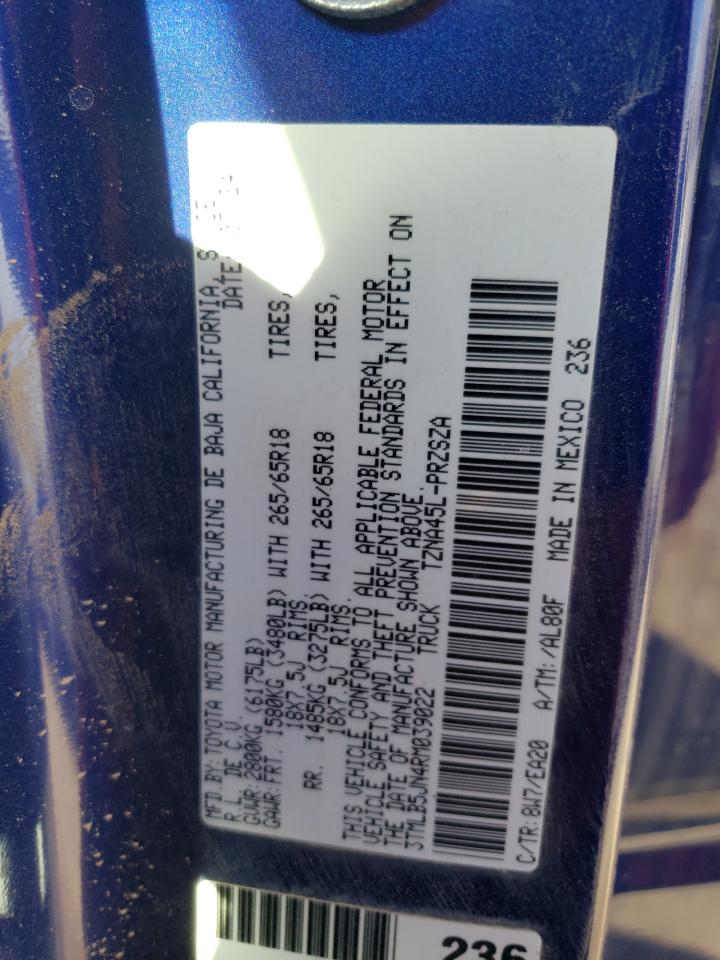 MFD.BY: TOYOTA MOTOR MANUFACTURING DE BAJA CALIFORNIA, S
R.L. DE C.V. DATE: 14
GVWR: 2800KG (6175LB)
GAWR: FRT. 1580KG (3480LB) WITH 265/65R18 TIRES,
18X7.5J RIMS
RR. 1485KG (3275LB) WITH 265/65R18 TIRES,
18X7.5J RIMS.
THIS VEHICLE CONFORMS TO ALL APPLICABLE FEDERAL MOTOR
VEHICLE SAFETY AND THEFT PREVENTION STANDARDS IN EFFECT ON
THE DATE OF MANUFACTURE SHOWN ABOVE.
3TMLB5JN4RM039022 TRUCK TZNA45L-PRZSZA
C/TR: 8W7/EA20 A/TM: /AL80F MADE IN MEXICO 236
236